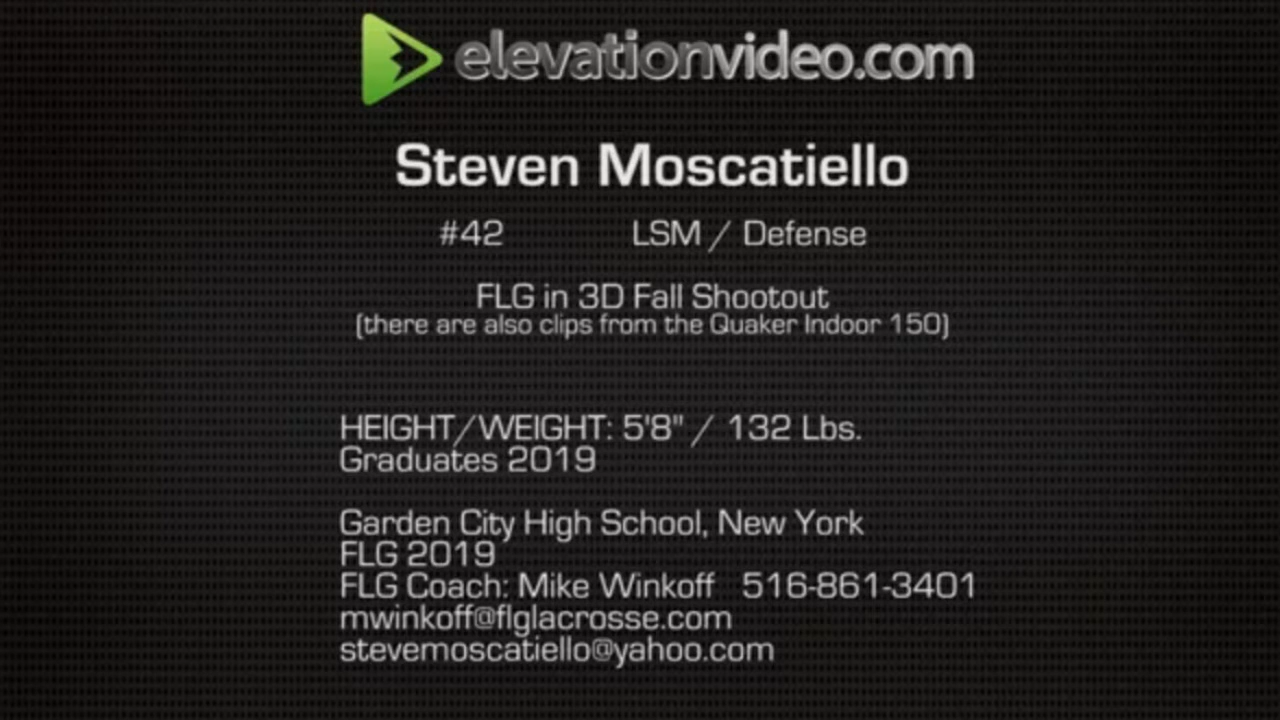 elevationvideo.com
Steven Moscatiello
#42 LSM / Defense
FLG in 3D Fall Shootout
(there are also clips from the Quaker Indoor 150)
HEIGHT/WEIGHT: 5'8" / 132 Lbs.
Graduates 2019
Garden City High School, New York
FLG 2019
FLG Coach: Mike Winkoff 516-861-3401
mwinkoff@flglacrosse.com
stevemoscatiello@yahoo.com